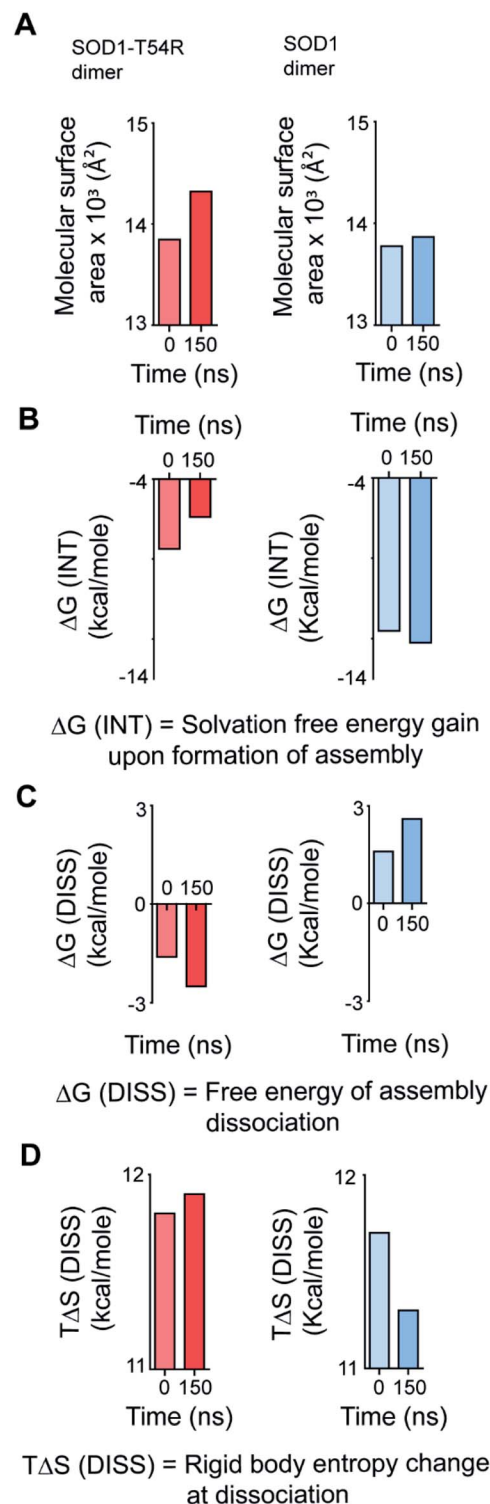 A
SOD1-T54R
dimer
SOD1
dimer
Molecular surface
area x 10³ (Å²)
15
14
13
0 150
Time (ns)
Molecular surface
area x 10³ (Å²)
15
14
13
0 150
Time (ns)
B
Time (ns)
0 150
-4
-14
ΔG (INT)
(kcal/mole)
Time (ns)
0 150
-4
-14
ΔG (INT)
(Kcal/mole)
ΔG (INT) = Solvation free energy gain
upon formation of assembly
C
ΔG (DISS)
(kcal/mole)
3
0
-3
0 150
Time (ns)
ΔG (DISS)
(Kcal/mole)
3
0
-3
0 150
Time (ns)
ΔG (DISS) = Free energy of assembly
dissociation
D
TΔS (DISS)
(kcal/mole)
12
11
0 150
Time (ns)
TΔS (DISS)
(Kcal/mole)
12
11
0 150
Time (ns)
TΔS (DISS) = Rigid body entropy change
at dissociation